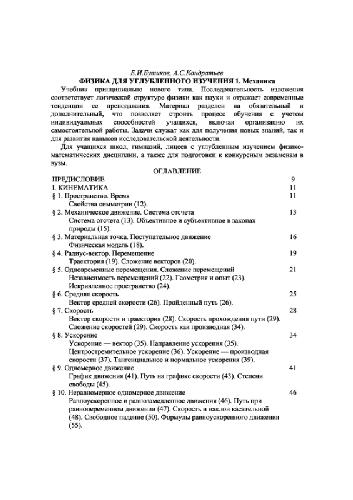 Е.И.Бутиков, А.С.Кондратьев
ФИЗИКА ДЛЯ УГЛУБЛЕННОГО ИЗУЧЕНИЯ 1. Механика
Учебник принципиально нового типа. Последовательность изложения
соответствует логической структуре физики как науки и отражает современные
тенденции ее преподавания. Материал разделен на обязательный и
дополнительный, что позволяет строить процесс обучения с учетом
индивидуальных способностей учащихся, включая организацию их
самостоятельной работы. Задачи служат как для получения новых знаний, так и
для развития навыков исследовательской деятельности.
Для учащихся школ, гимназий, лицеев с углубленным изучением физико-
математических дисциплин, а также для подготовки к конкурсным экзаменам в
вузы.
ОГЛАВЛЕНИЕ
ПРЕДИСЛОВИЕ 9
I. КИНЕМАТИКА 11
§ 1. Пространство. Время 11
Свойства симметрии (12).
§ 2. Механическое движение. Система отсчета 13
Система отсчета (13). Объективное и субъективное в законах
природы (15)
§ 3. Материальная точка. Поступательное движение 16
Физическая модель (18).
§ 4. Радиус-вектор. Перемещение 19
Траектория (19). Сложение векторов (20).
§ 5. Одновременные перемещения. Сложение перемещений 21
Независимость перемещений (22). Геометрия и опыт (23).
Искривленное пространство (24).
§ 6. Средняя скорость 25
Вектор средней скорости (26). Пройденный путь (26).
§ 7. Скорость 28
Вектор скорости и траектория (28). Скорость прохождения пути (29).
Сложение скоростей (29). Скорость как производная (34).
§ 8. Ускорение 34
Ускорение — вектор (35). Направление ускорения (35).
Центростремительное ускорение (36). Ускорение — производная
скорости (37). Тангенциальное и нормальное ускорения (39).
§ 9. Одномерное движение 41
График движения (41). Путь на графике скорости (43). Степени
свободы (45).
§ 10. Неравномерное одномерное движение 46
Равноускоренное и равнозамедленное движения (46). Путь при
равнопеременном движении (47). Скорость и наклон касательной
(48). Свободное падение (50). Формулы равноускоренного движения
(55).